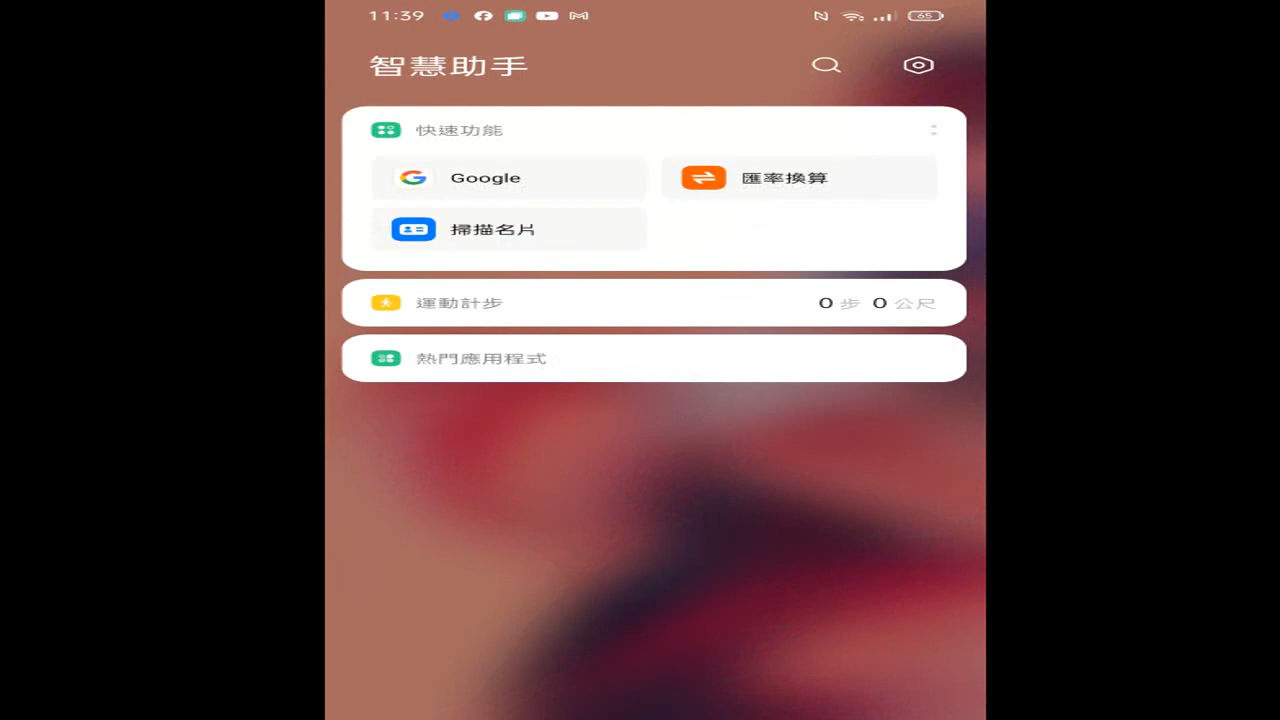 11:39 65
智慧助手
快速功能
Google 匯率換算
掃描名片
運動計步 0 步 0 公尺
熱門應用程式